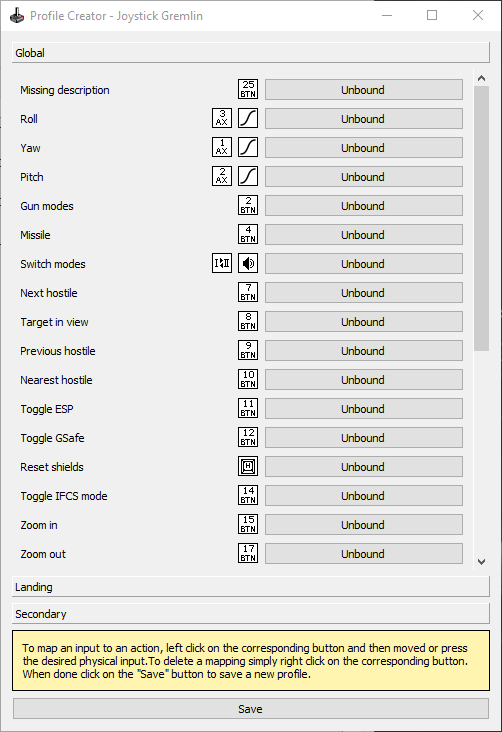 Profile Creator - Joystick Gremlin
Global
Missing description 25 BTN Unbound
Roll 3 AX Unbound
Yaw 1 AX Unbound
Pitch 2 AX Unbound
Gun modes 2 BTN Unbound
Missile 4 BTN Unbound
Switch modes Unbound
Next hostile 7 BTN Unbound
Target in view 8 BTN Unbound
Previous hostile 9 BTN Unbound
Nearest hostile 10 BTN Unbound
Toggle ESP 11 BTN Unbound
Toggle GSafe 12 BTN Unbound
Reset shields H Unbound
Toggle IFCS mode 14 BTN Unbound
Zoom in 15 BTN Unbound
Zoom out 17 BTN Unbound
Landing
Secondary
To map an input to an action, left click on the corresponding button and then moved or press
the desired physical input.To delete a mapping simply right click on the corresponding button.
When done click on the "Save" button to save a new profile.
Save